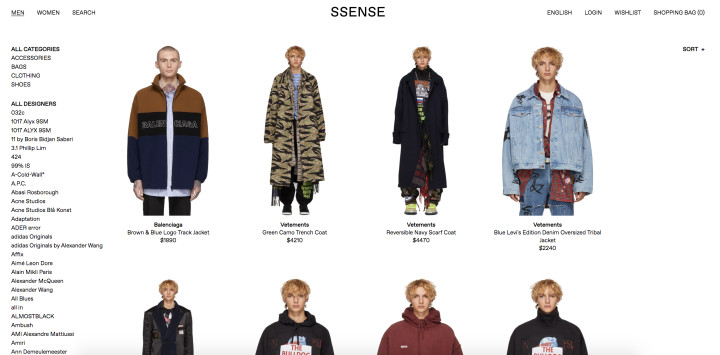 MEN
WOMEN
SEARCH
SSENSE
ENGLISH
LOGIN
WISHLIST
SHOPPING BAG (0)
ALL CATEGORIES
ACCESSORIES
BAGS
CLOTHING
SHOES
ALL DESIGNERS
032c
1017 Alyx 9SM
1017 ALYX 9SM
11 by Boris Bidjan Saberi
3.1 Phillip Lim
424
99% IS
A-Cold-Wall*
A.P.C.
Abasi Rosborough
Acne Studios
Acne Studios Blå Konst
Adaptation
ADER error
adidas Originals
adidas Originals by Alexander Wang
Affix
Aimé Leon Dore
Alain Mikli Paris
Alexander McQueen
Alexander Wang
All Blues
all in
ALMOSTBLACK
Ambush
AMI Alexandre Mattiussi
Amiri
Ann Demeulemeester
SORT +
BALENCIAGA
Balenciaga
Brown & Blue Logo Track Jacket
$1890
Vetements
Green Camo Trench Coat
$4210
Vetements
Reversible Navy Scarf Coat
$4470
Vetements
Blue Levi's Edition Denim Oversized Tribal
Jacket
$2240
THE
BULLDOG
THE